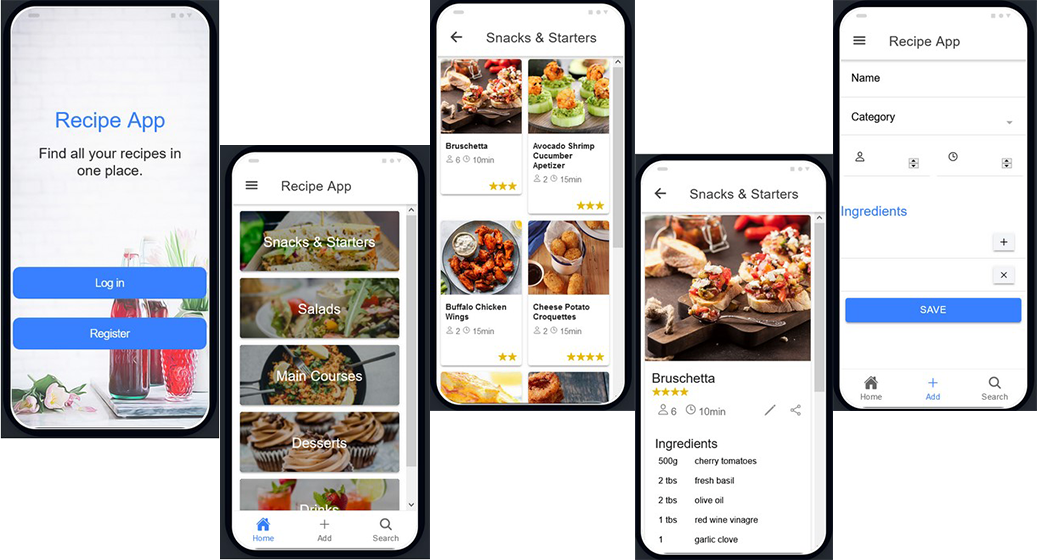 Recipe App
Find all your recipes in
one place.
Log in
Register
Recipe App
Snacks & Starters
Salads
Main Courses
Desserts
Drinks
Home
Add
Search
Snacks & Starters
Bruschetta
6 10min
Avocado Shrimp
Cucumber
Apetizer
2 15min
Buffalo Chicken
Wings
2 15min
Cheese Potato
Croquettes
2 15min
Snacks & Starters
Bruschetta
6 10min
Ingredients
500g cherry tomatoes
2 tbs fresh basil
2 tbs olive oil
1 tbs red wine vinagre
1 garlic clove
Recipe App
Name
Category
Ingredients
SAVE
Home
Add
Search